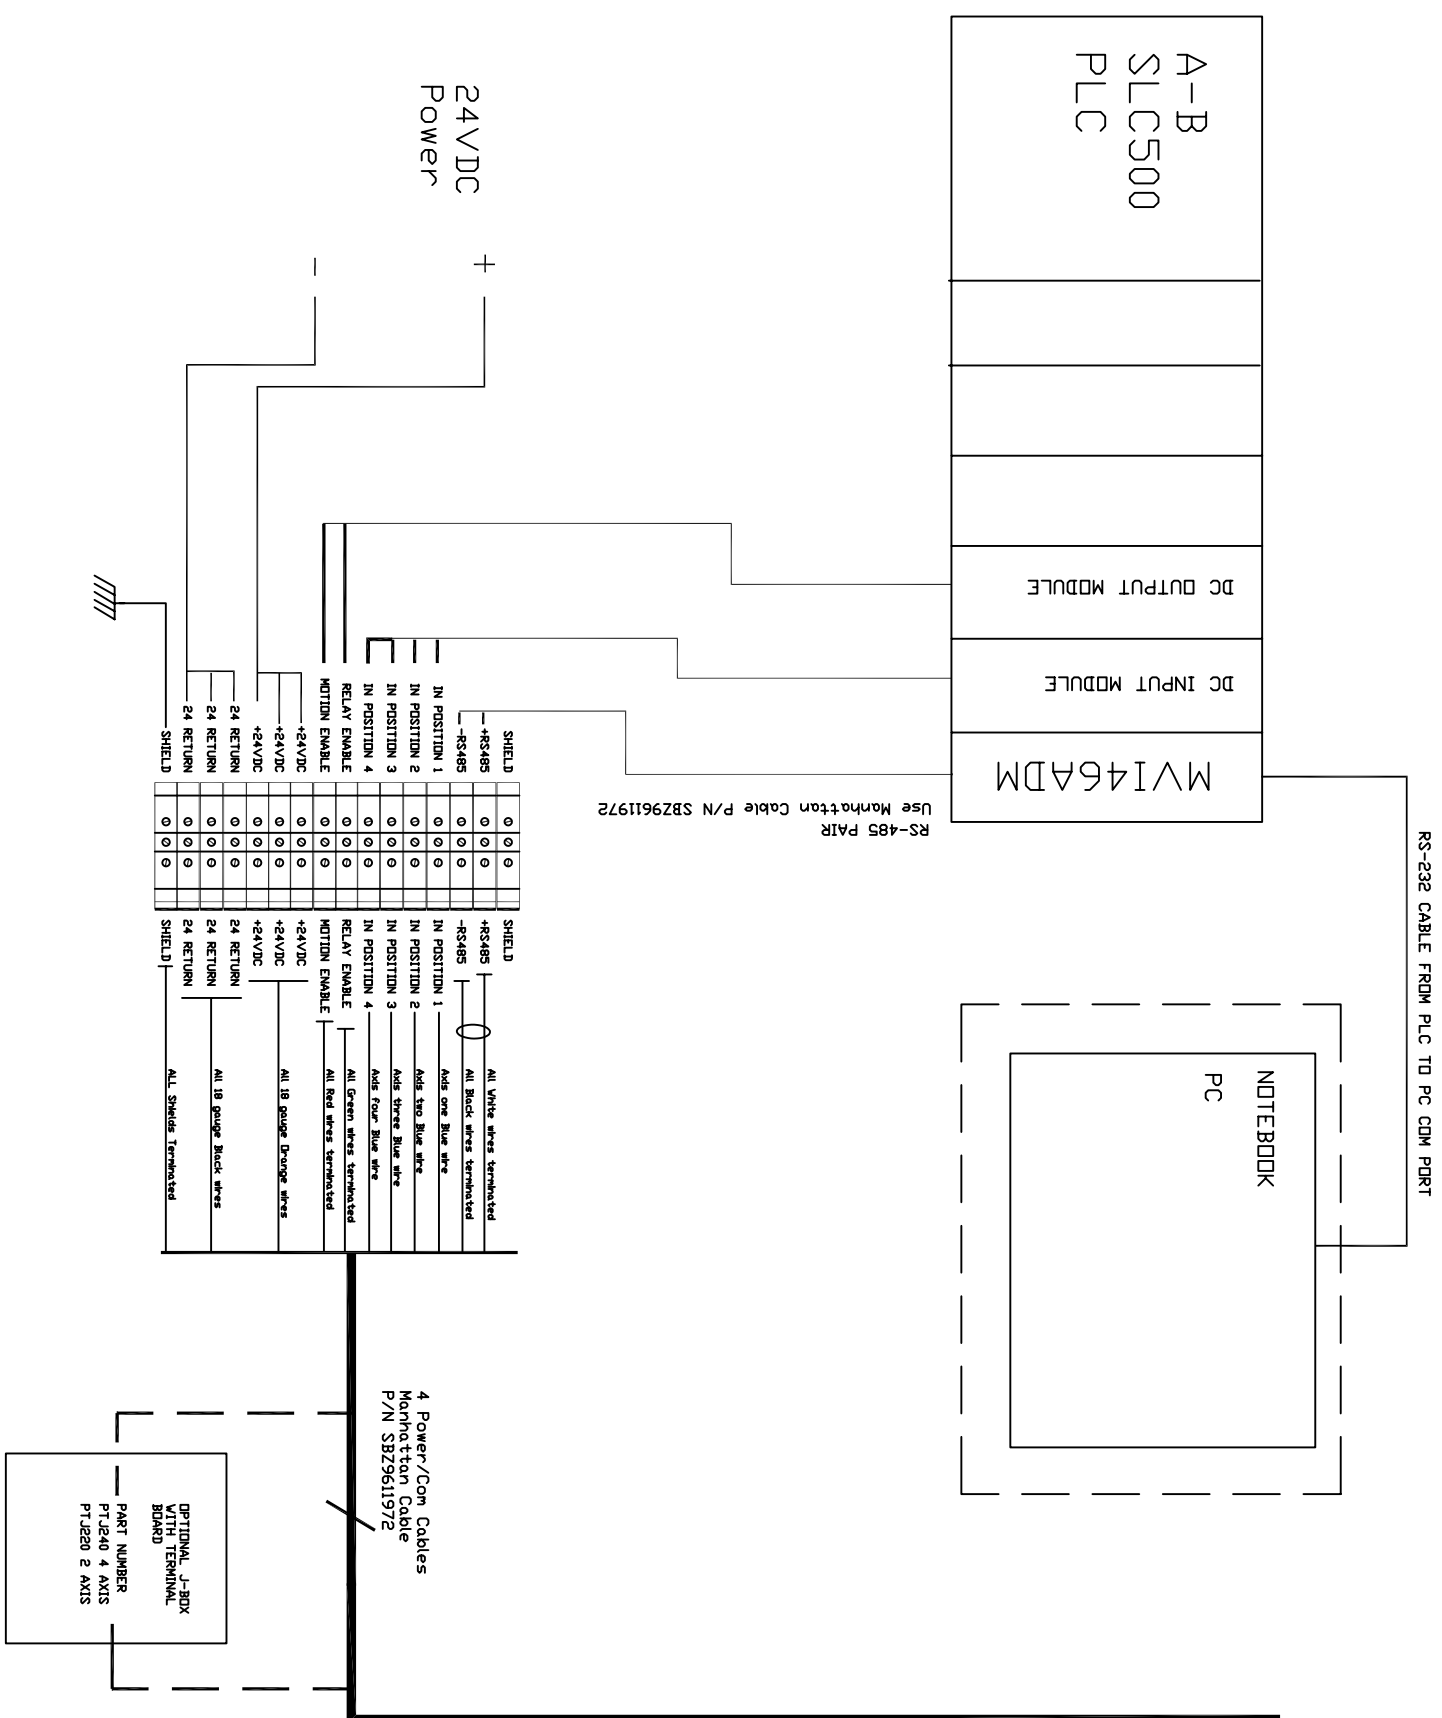 A-B
SLC500
PLC
DC OUTPUT MODULE
DC INPUT MODULE
MVI46ADM
RS-232 CABLE FROM PLC TO PC COM PORT
NOTEBOOK
PC
RS-485 PAIR
Use Manhattan Cable P/N SBZ9611972
24VDC
Power
+
-
SHIELD
+RS485
-RS485
IN POSITION 1
IN POSITION 2
IN POSITION 3
IN POSITION 4
RELAY ENABLE
MOTION ENABLE
+24VDC
+24VDC
+24VDC
24 RETURN
24 RETURN
24 RETURN
SHIELD
SHIELD
+RS485
-RS485
IN POSITION 1
IN POSITION 2
IN POSITION 3
IN POSITION 4
RELAY ENABLE
MOTION ENABLE
+24VDC
+24VDC
+24VDC
24 RETURN
24 RETURN
24 RETURN
SHIELD
All White wires terminated
All Black wires terminated
Axis one Blue wire
Axis two Blue wire
Axis three Blue wire
Axis four Blue wire
All Green wires terminated
All Red wires terminated
All 18 gauge Orange wires
All 18 gauge Black wires
ALL Shields Terminated
4 Power/Com Cables
Manhattan Cable
P/N SBZ9611972
OPTIONAL J-BOX
WITH TERMINAL
BOARD
PART NUMBER
PTJ240 4 AXIS
PTJ220 2 AXIS